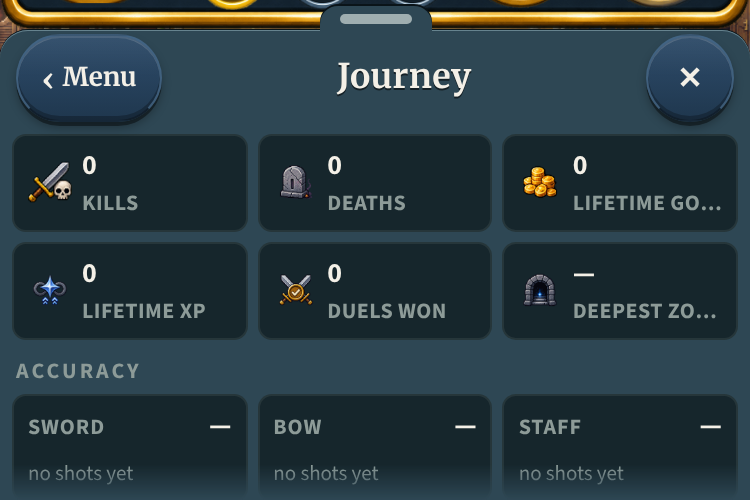 ‹ Menu
Journey
×
0
KILLS
0
DEATHS
0
LIFETIME GO...
0
LIFETIME XP
0
DUELS WON
—
DEEPEST ZO...
ACCURACY
SWORD —
no shots yet
BOW —
no shots yet
STAFF —
no shots yet